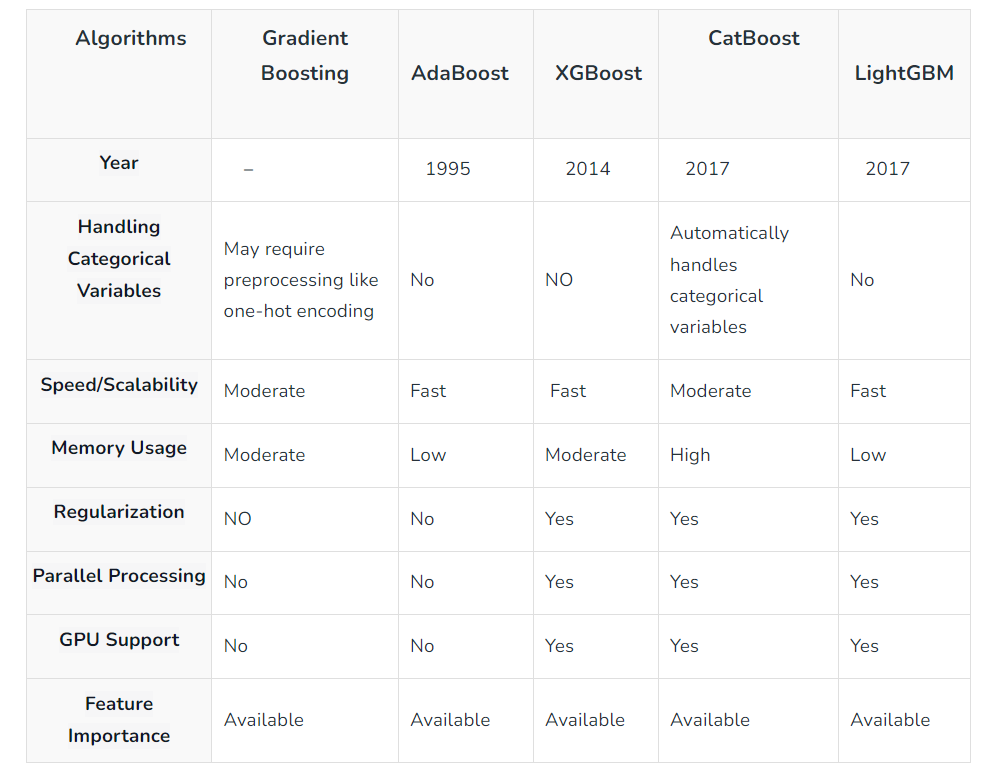 Algorithms
Gradient
Boosting
AdaBoost
XGBoost
CatBoost
LightGBM
Year
–
1995
2014
2017
2017
Handling
Categorical
Variables
May require
preprocessing like
one-hot encoding
No
NO
Automatically
handles
categorical
variables
No
Speed/Scalability
Moderate
Fast
Fast
Moderate
Fast
Memory Usage
Moderate
Low
Moderate
High
Low
Regularization
NO
No
Yes
Yes
Yes
Parallel Processing
No
No
Yes
Yes
Yes
GPU Support
No
No
Yes
Yes
Yes
Feature
Importance
Available
Available
Available
Available
Available